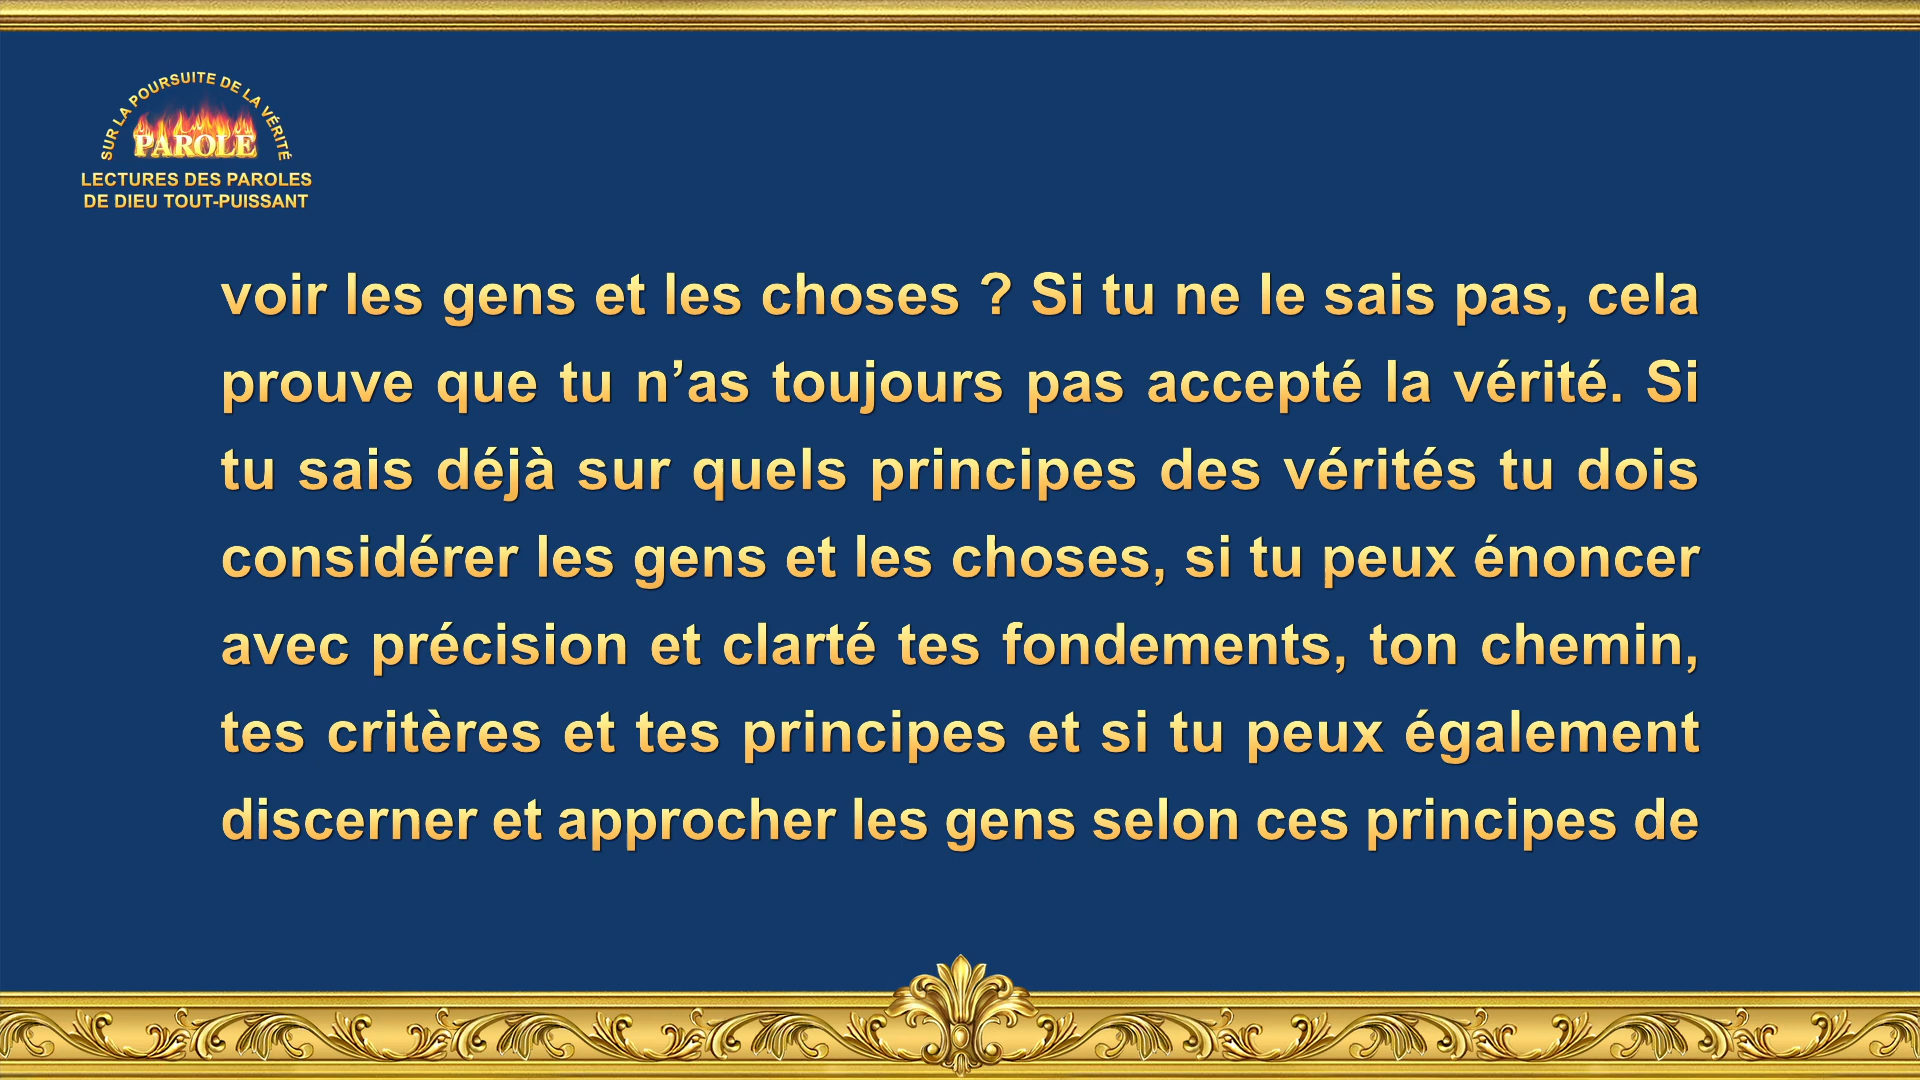 SUR LA POURSUITE DE LA VÉRITÉ
PAROLE
LECTURES DES PAROLES
DE DIEU TOUT-PUISSANT
voir les gens et les choses ? Si tu ne le sais pas, cela
prouve que tu n’as toujours pas accepté la vérité. Si
tu sais déjà sur quels principes des vérités tu dois
considérer les gens et les choses, si tu peux énoncer
avec précision et clarté tes fondements, ton chemin,
tes critères et tes principes et si tu peux également
discerner et approcher les gens selon ces principes de